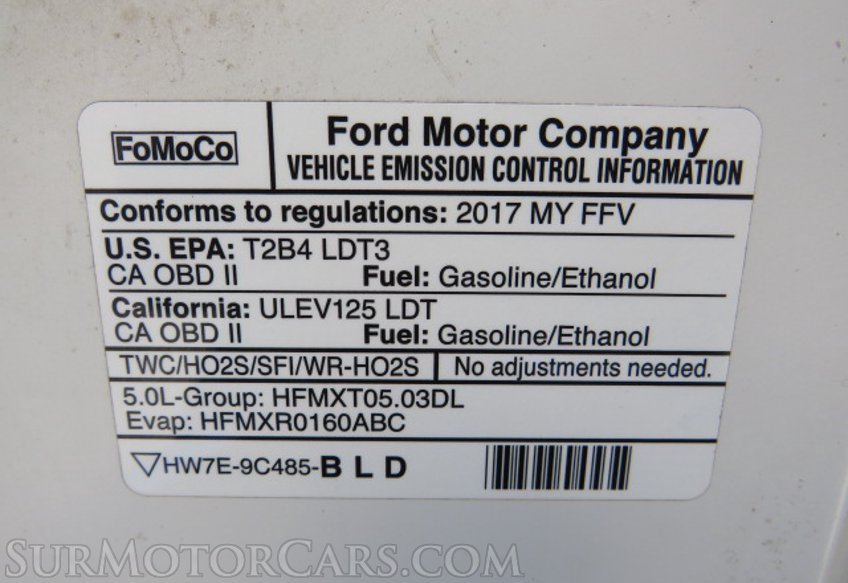 FoMoCo
Ford Motor Company
VEHICLE EMISSION CONTROL INFORMATION
Conforms to regulations: 2017 MY FFV
U.S. EPA: T2B4 LDT3
CA OBD II Fuel: Gasoline/Ethanol
California: ULEV125 LDT
CA OBD II Fuel: Gasoline/Ethanol
TWC/HO2S/SFI/WR-HO2S No adjustments needed.
5.0L-Group: HFMXT05.03DL
Evap: HFMXR0160ABC
HW7E-9C485-B L D
SurMotorCars.com